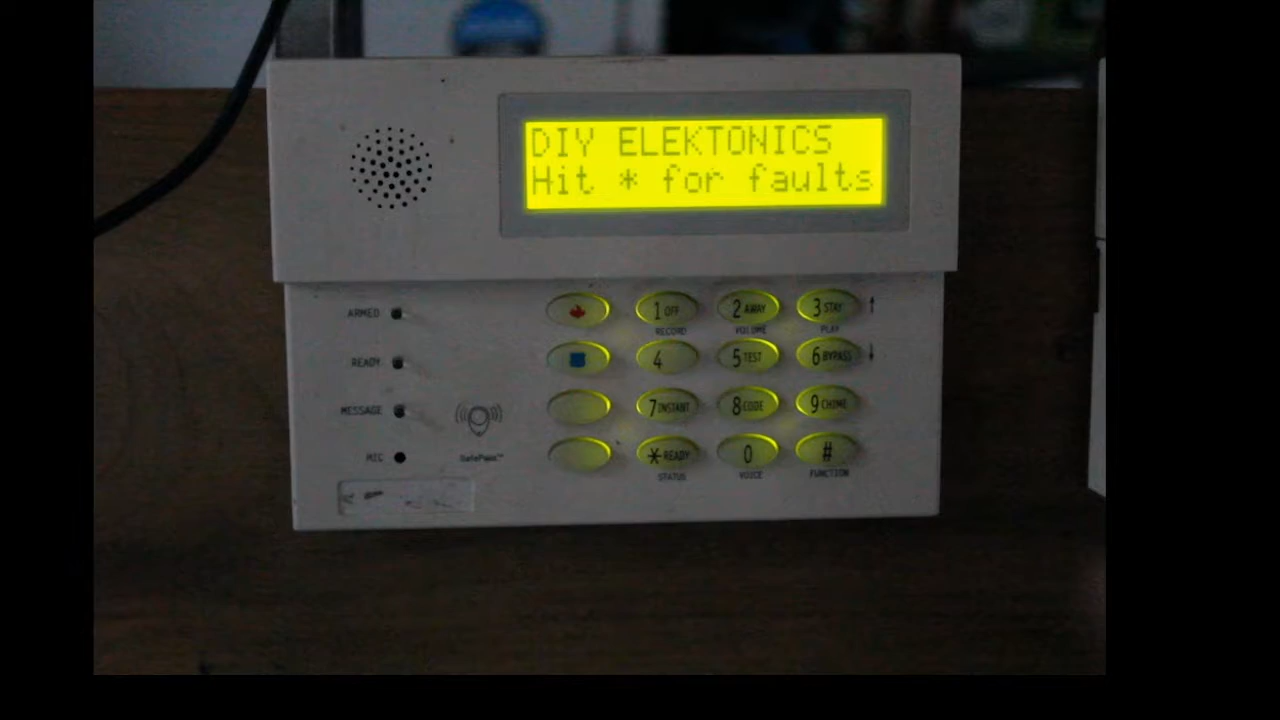 DIY ELEKTONICS
Hit * for faults
ARMED
READY
MESSAGE
MIC
SafePass™
1 OFF
2 AWAY
3 STAY ↑
RECORD
VOLUME
PLAY
4
5 TEST
6 BYPASS ↓
7 INSTANT
8 CODE
9 CHIME
* READY
0
#
STATUS
VOICE
FUNCTION